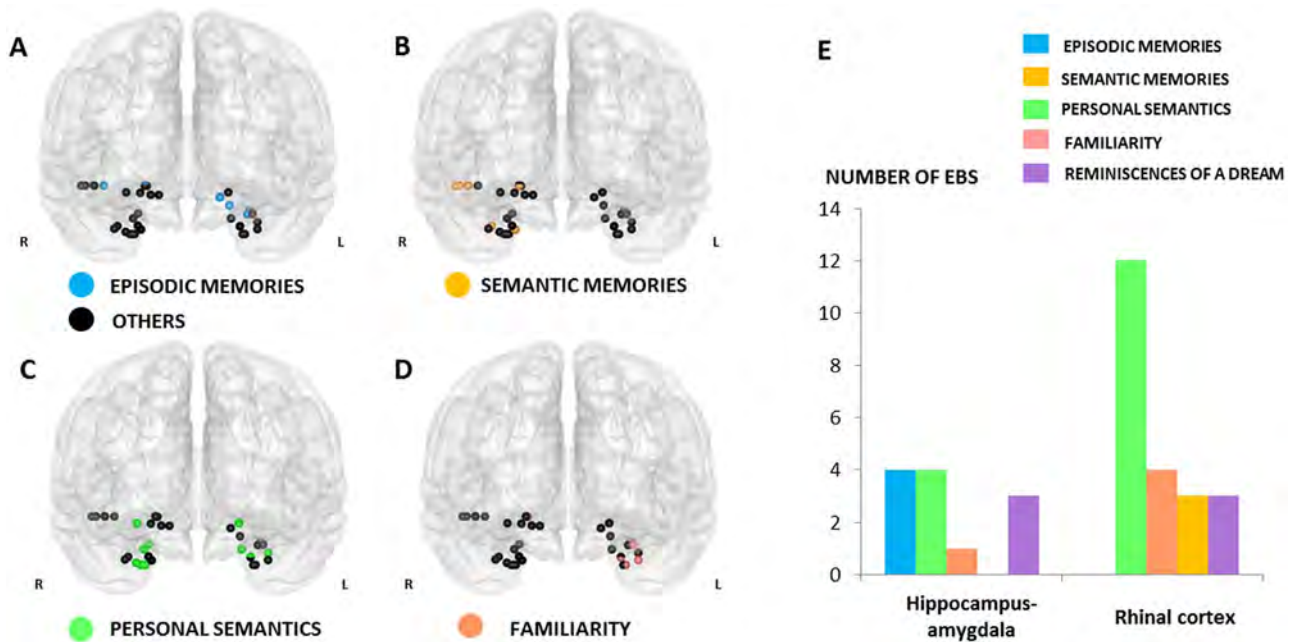 A
B
R
L
R
L
EPISODIC MEMORIES
OTHERS
SEMANTIC MEMORIES
C
D
R
L
R
L
PERSONAL SEMANTICS
FAMILIARITY
E
EPISODIC MEMORIES
SEMANTIC MEMORIES
PERSONAL SEMANTICS
FAMILIARITY
REMINISCENCES OF A DREAM
NUMBER OF EBS
14
12
10
8
6
4
2
0
Hippocampus-
amygdala
Rhinal cortex